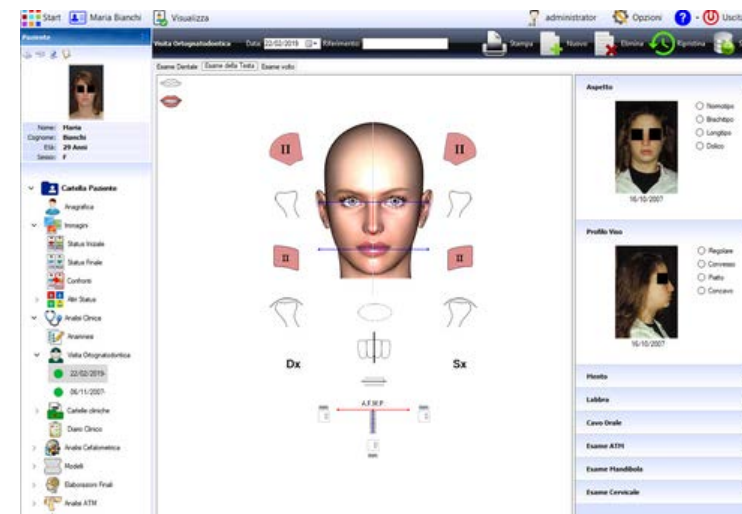 Start Maria Bianchi Visualizza administrator Opzioni ? Uscita
Paziente
Visita Ortognatodontica Data 22/02/2019 Riferimento Stampa Nuovo Elimina Ripristina
Esame Dentale Esame della Testa Esame volto
Nome: Maria
Cognome: Bianchi
Età: 29 Anni
Sesso: F
Cartella Paziente
Anagrafica
Immagini
Status Iniziale
Status Finale
Confronti
Altri Status
Analisi Clinica
Anamnesi
Visita Ortognatodontica
22/02/2019-
06/11/2007-
Cartelle cliniche
Diario Clinico
Analisi Cefalometrica
Modelli
Elaborazioni Finali
Analisi ATM
II II
II II
Dx Sx
A.F.M.P.
Aspetto
Normotipo
Brachitipo
Longitipo
Dolico
16/10/2007
Profilo Viso
Regolare
Convesso
Piatto
Concavo
16/10/2007
Mento
Labbra
Cavo Orale
Esame ATM
Esame Mandibola
Esame Cervicale